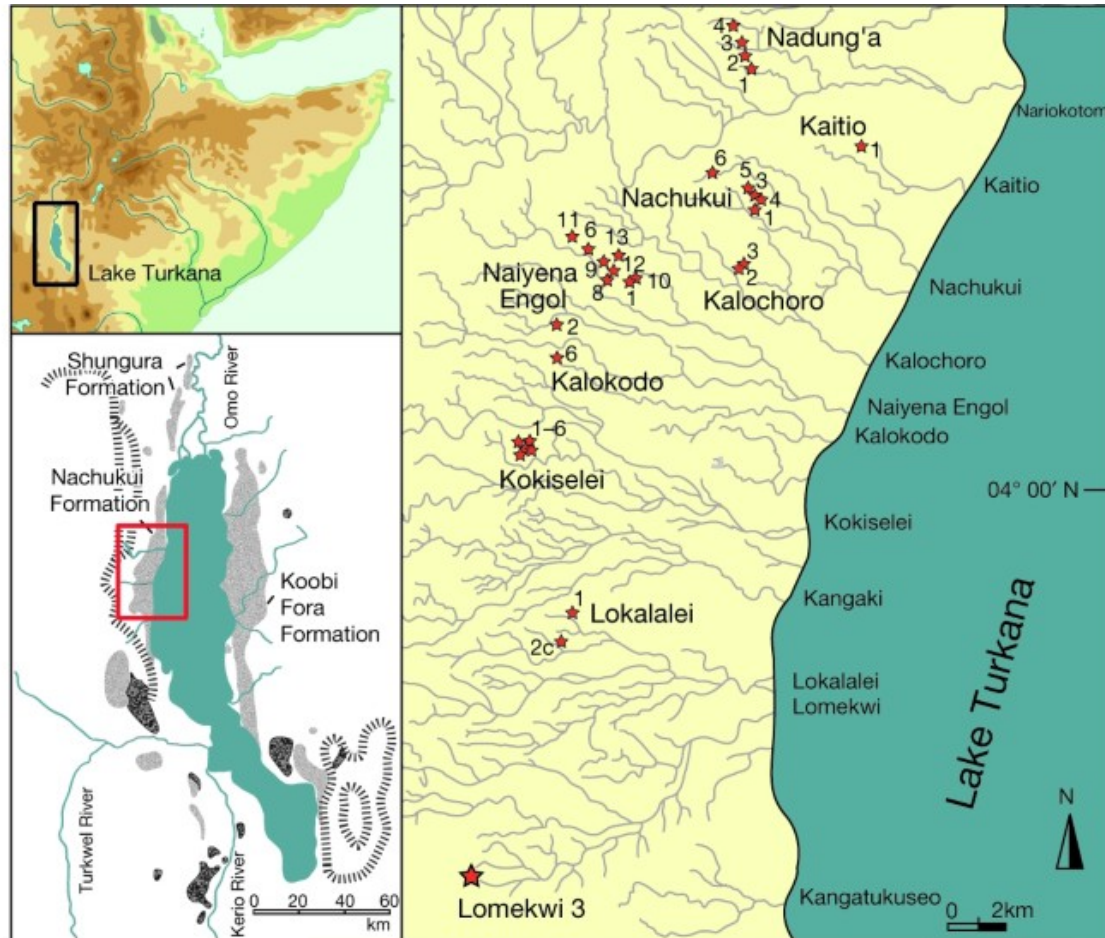 Lake Turkana
Shungura
Formation
Omo River
Nachukui
Formation
Koobi
Fora
Formation
Turkwel River
Kerio River
0 20 40 60
km
4
Nadung'a
3
2
1
Nariokotom
Kaitio
1
6
5
3
Kaitio
Nachukui
4
1
11
6
13
3
Naiyena
9
12
2
Engol
8
1
10
Kalochoro
Nachukui
2
6
Kalochoro
Kalokodo
Naiyena Engol
1–6
Kalokodo
Kokiselei
04° 00' N
Kokiselei
1
Lokalalei
Kangaki
2c
Lokalalei
Lomekwi
Lake Turkana
N
Lomekwi 3
Kangatukuseo
0 2km